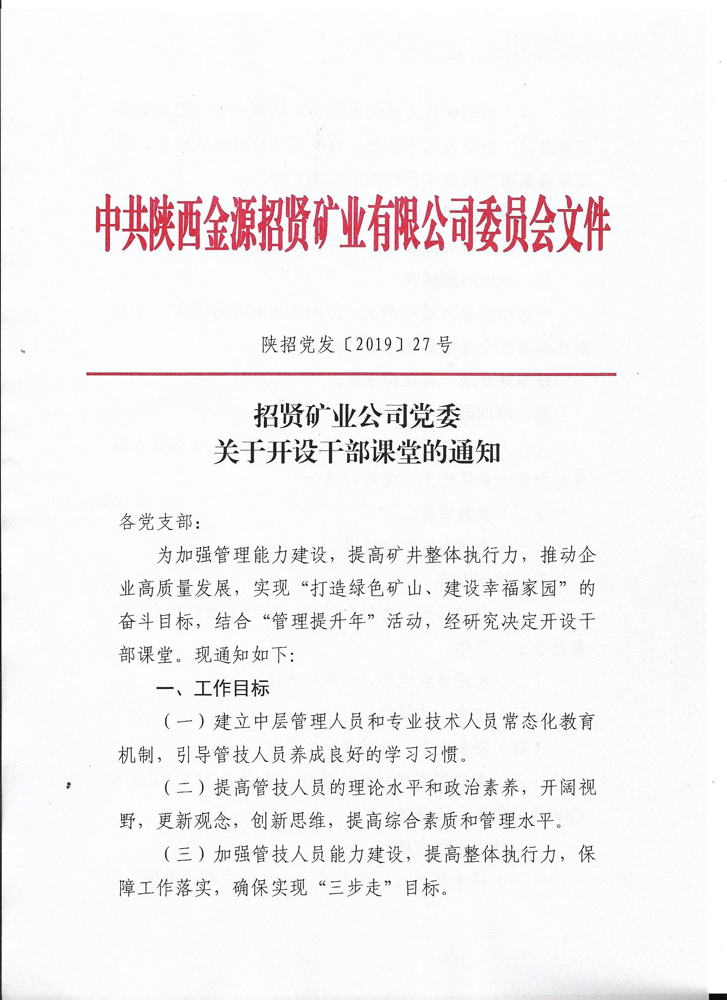 中共陕西金源招贤矿业有限公司委员会文件
陕招党发〔2019〕27号
招贤矿业公司党委
关于开设干部课堂的通知
各党支部：
为加强管理能力建设，提高矿井整体执行力，推动企
业高质量发展，实现“打造绿色矿山、建设幸福家园”的
奋斗目标，结合“管理提升年”活动，经研究决定开设干
部课堂。现通知如下：
一、工作目标
（一）建立中层管理人员和专业技术人员常态化教育
机制，引导管技人员养成良好的学习习惯。
（二）提高管技人员的理论水平和政治素养，开阔视
野，更新观念，创新思维，提高综合素质和管理水平。
（三）加强管技人员能力建设，提高整体执行力，保
障工作落实，确保实现“三步走”目标。